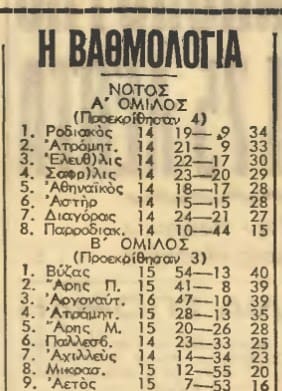 Η ΒΑΘΜΟΛΟΓΙΑ
ΝΟΤΟΣ
Α' ΟΜΙΛΟΣ
(Προεκρίθησαν 4)
1. Ροδιακὸς 14 19— 9 34
2. Ἀτρόμητ. 14 21— 9 33
3. Ἐλευθ)λις 14 22—17 30
4. Σαφρ)λις 14 23—20 29
5. Ἀθηναϊκὸς 14 18—17 28
6. Ἀστὴρ 14 15—15 28
7. Διαγόρας 14 24—21 27
8. Παρροδιακ. 14 10—44 15
Β' ΟΜΙΛΟΣ
(Προεκρίθησαν 3)
1. Βύζας 15 54—13 40
2. Ἄρης Π. 15 41— 8 39
3. Ἀργοναύτ. 16 47—10 39
4. Ἀτρόμητ. 15 28—13 35
5. Ἄρης Μ. 15 20—26 28
6. Παλλεσβ. 14 23—33 25
7. Ἀχιλλεὺς 14 14—34 23
8. Μικρασ. 15 12—55 20
9. Ἀετὸς 15 7—53 16